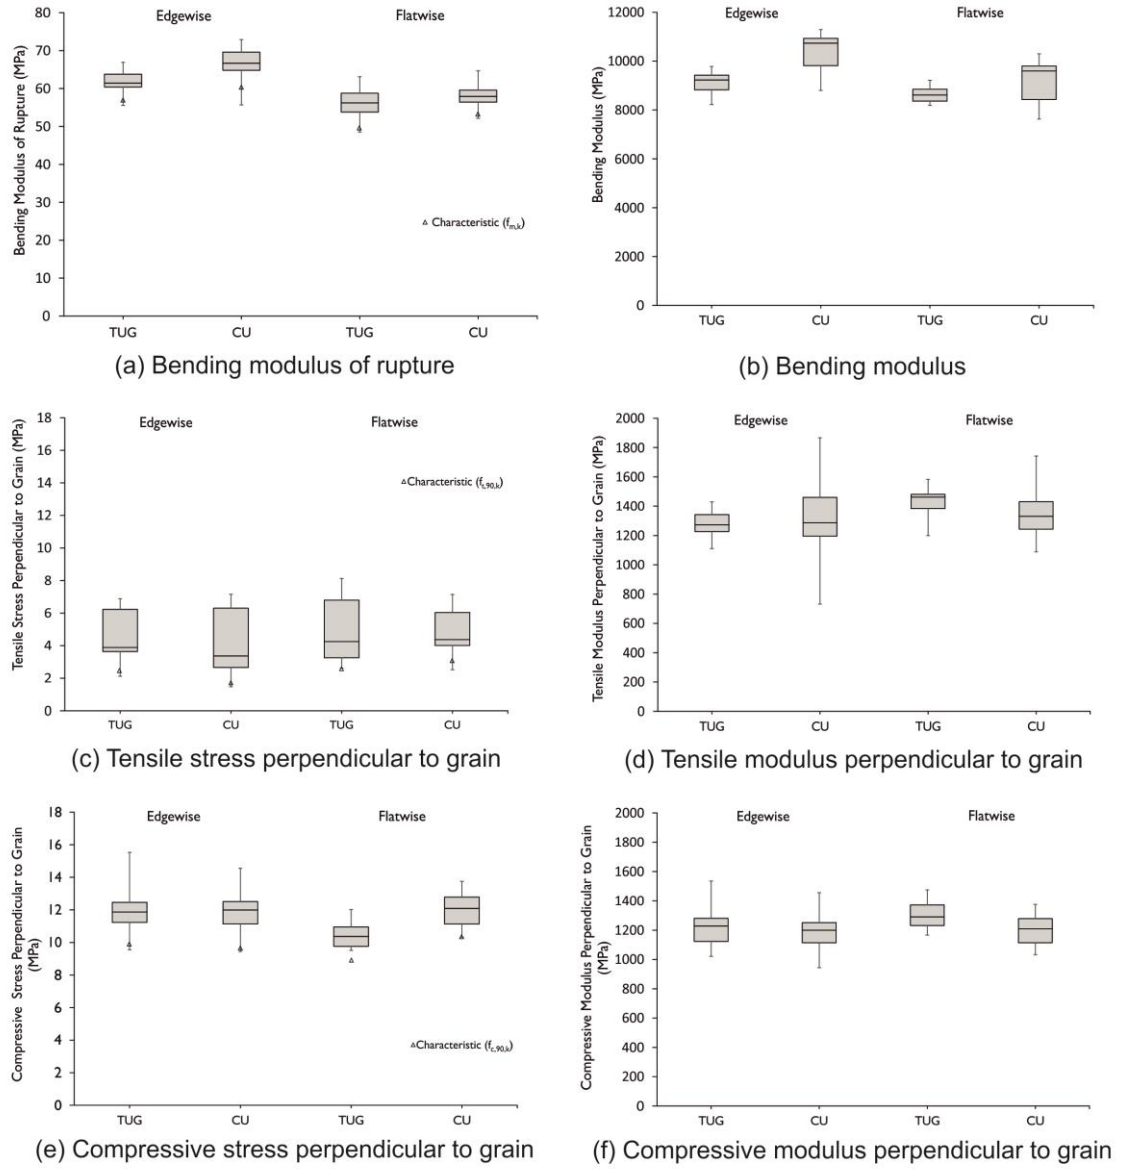 80
70
60
50
40
30
20
10
0
Bending Modulus of Rupture (MPa)
Edgewise
Flatwise
Characteristic (fm,k)
TUG
CU
TUG
CU
(a) Bending modulus of rupture
12000
10000
8000
6000
4000
2000
0
Bending Modulus (MPa)
Edgewise
Flatwise
TUG
CU
TUG
CU
(b) Bending modulus
18
16
14
12
10
8
6
4
2
0
Tensile Stress Perpendicular to Grain (MPa)
Edgewise
Flatwise
Characteristic (ft,90,k)
TUG
CU
TUG
CU
(c) Tensile stress perpendicular to grain
2000
1800
1600
1400
1200
1000
800
600
400
200
0
Tensile Modulus Perpendicular to Grain (MPa)
Edgewise
Flatwise
TUG
CU
TUG
CU
(d) Tensile modulus perpendicular to grain
18
16
14
12
10
8
6
4
2
0
Compressive Stress Perpendicular to Grain
(MPa)
Edgewise
Flatwise
Characteristic (fc,90,k)
TUG
CU
TUG
CU
(e) Compressive stress perpendicular to grain
2000
1800
1600
1400
1200
1000
800
600
400
200
0
Compressive Modulus Perpendicular to Grain
(MPa)
Edgewise
Flatwise
TUG
CU
TUG
CU
(f) Compressive modulus perpendicular to grain